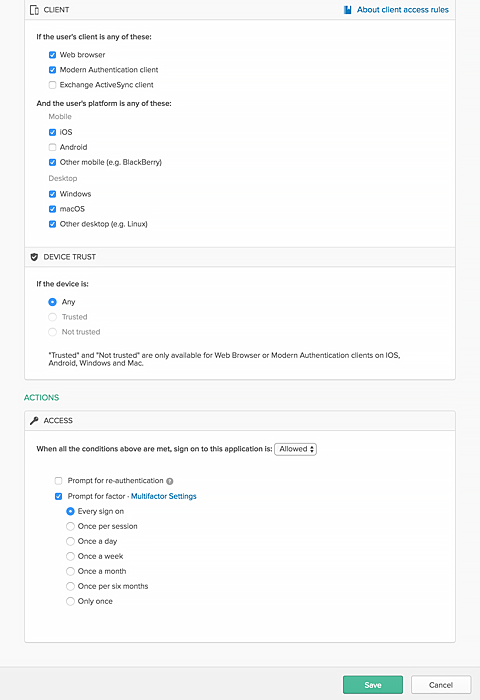 CLIENT
About client access rules
If the user's client is any of these:
Web browser
Modern Authentication client
Exchange ActiveSync client
And the user's platform is any of these:
Mobile
iOS
Android
Other mobile (e.g. BlackBerry)
Desktop
Windows
macOS
Other desktop (e.g. Linux)
DEVICE TRUST
If the device is:
Any
Trusted
Not trusted
"Trusted" and "Not trusted" are only available for Web Browser or Modern Authentication clients on IOS,
Android, Windows and Mac.
ACTIONS
ACCESS
When all the conditions above are met, sign on to this application is: Allowed
Prompt for re-authentication ?
Prompt for factor - Multifactor Settings
Every sign on
Once per session
Once a day
Once a week
Once a month
Once per six months
Only once
Save
Cancel